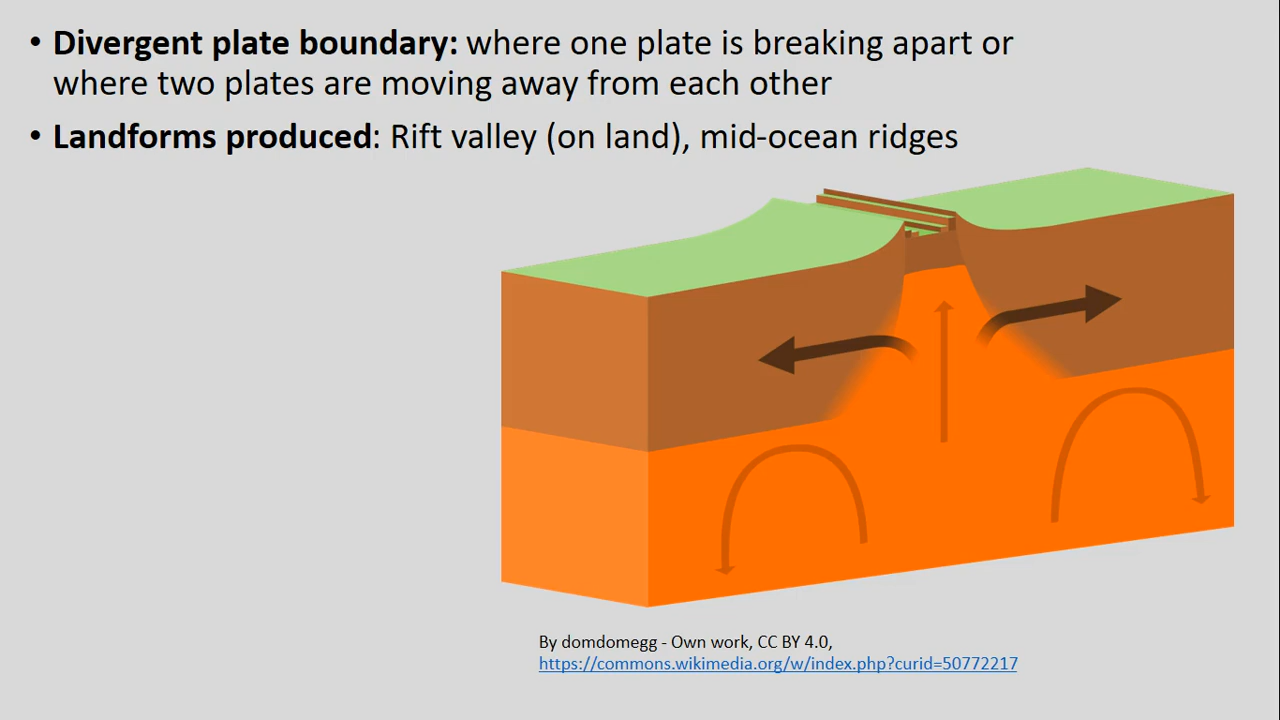 • Divergent plate boundary: where one plate is breaking apart or
where two plates are moving away from each other
• Landforms produced: Rift valley (on land), mid-ocean ridges
By domdomegg - Own work, CC BY 4.0,
https://commons.wikimedia.org/w/index.php?curid=50772217